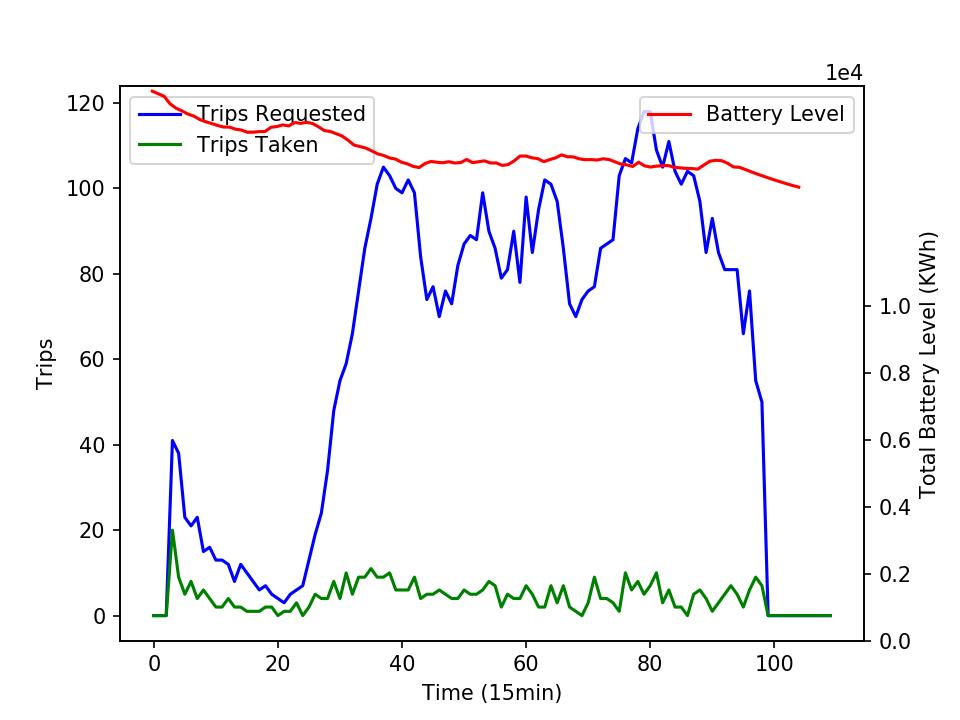 1e4
Trips Requested
Trips Taken
Battery Level
120
100
80
60
40
20
0
Trips
1.0
0.8
0.6
0.4
0.2
0.0
Total Battery Level (KWh)
0 20 40 60 80 100
Time (15min)